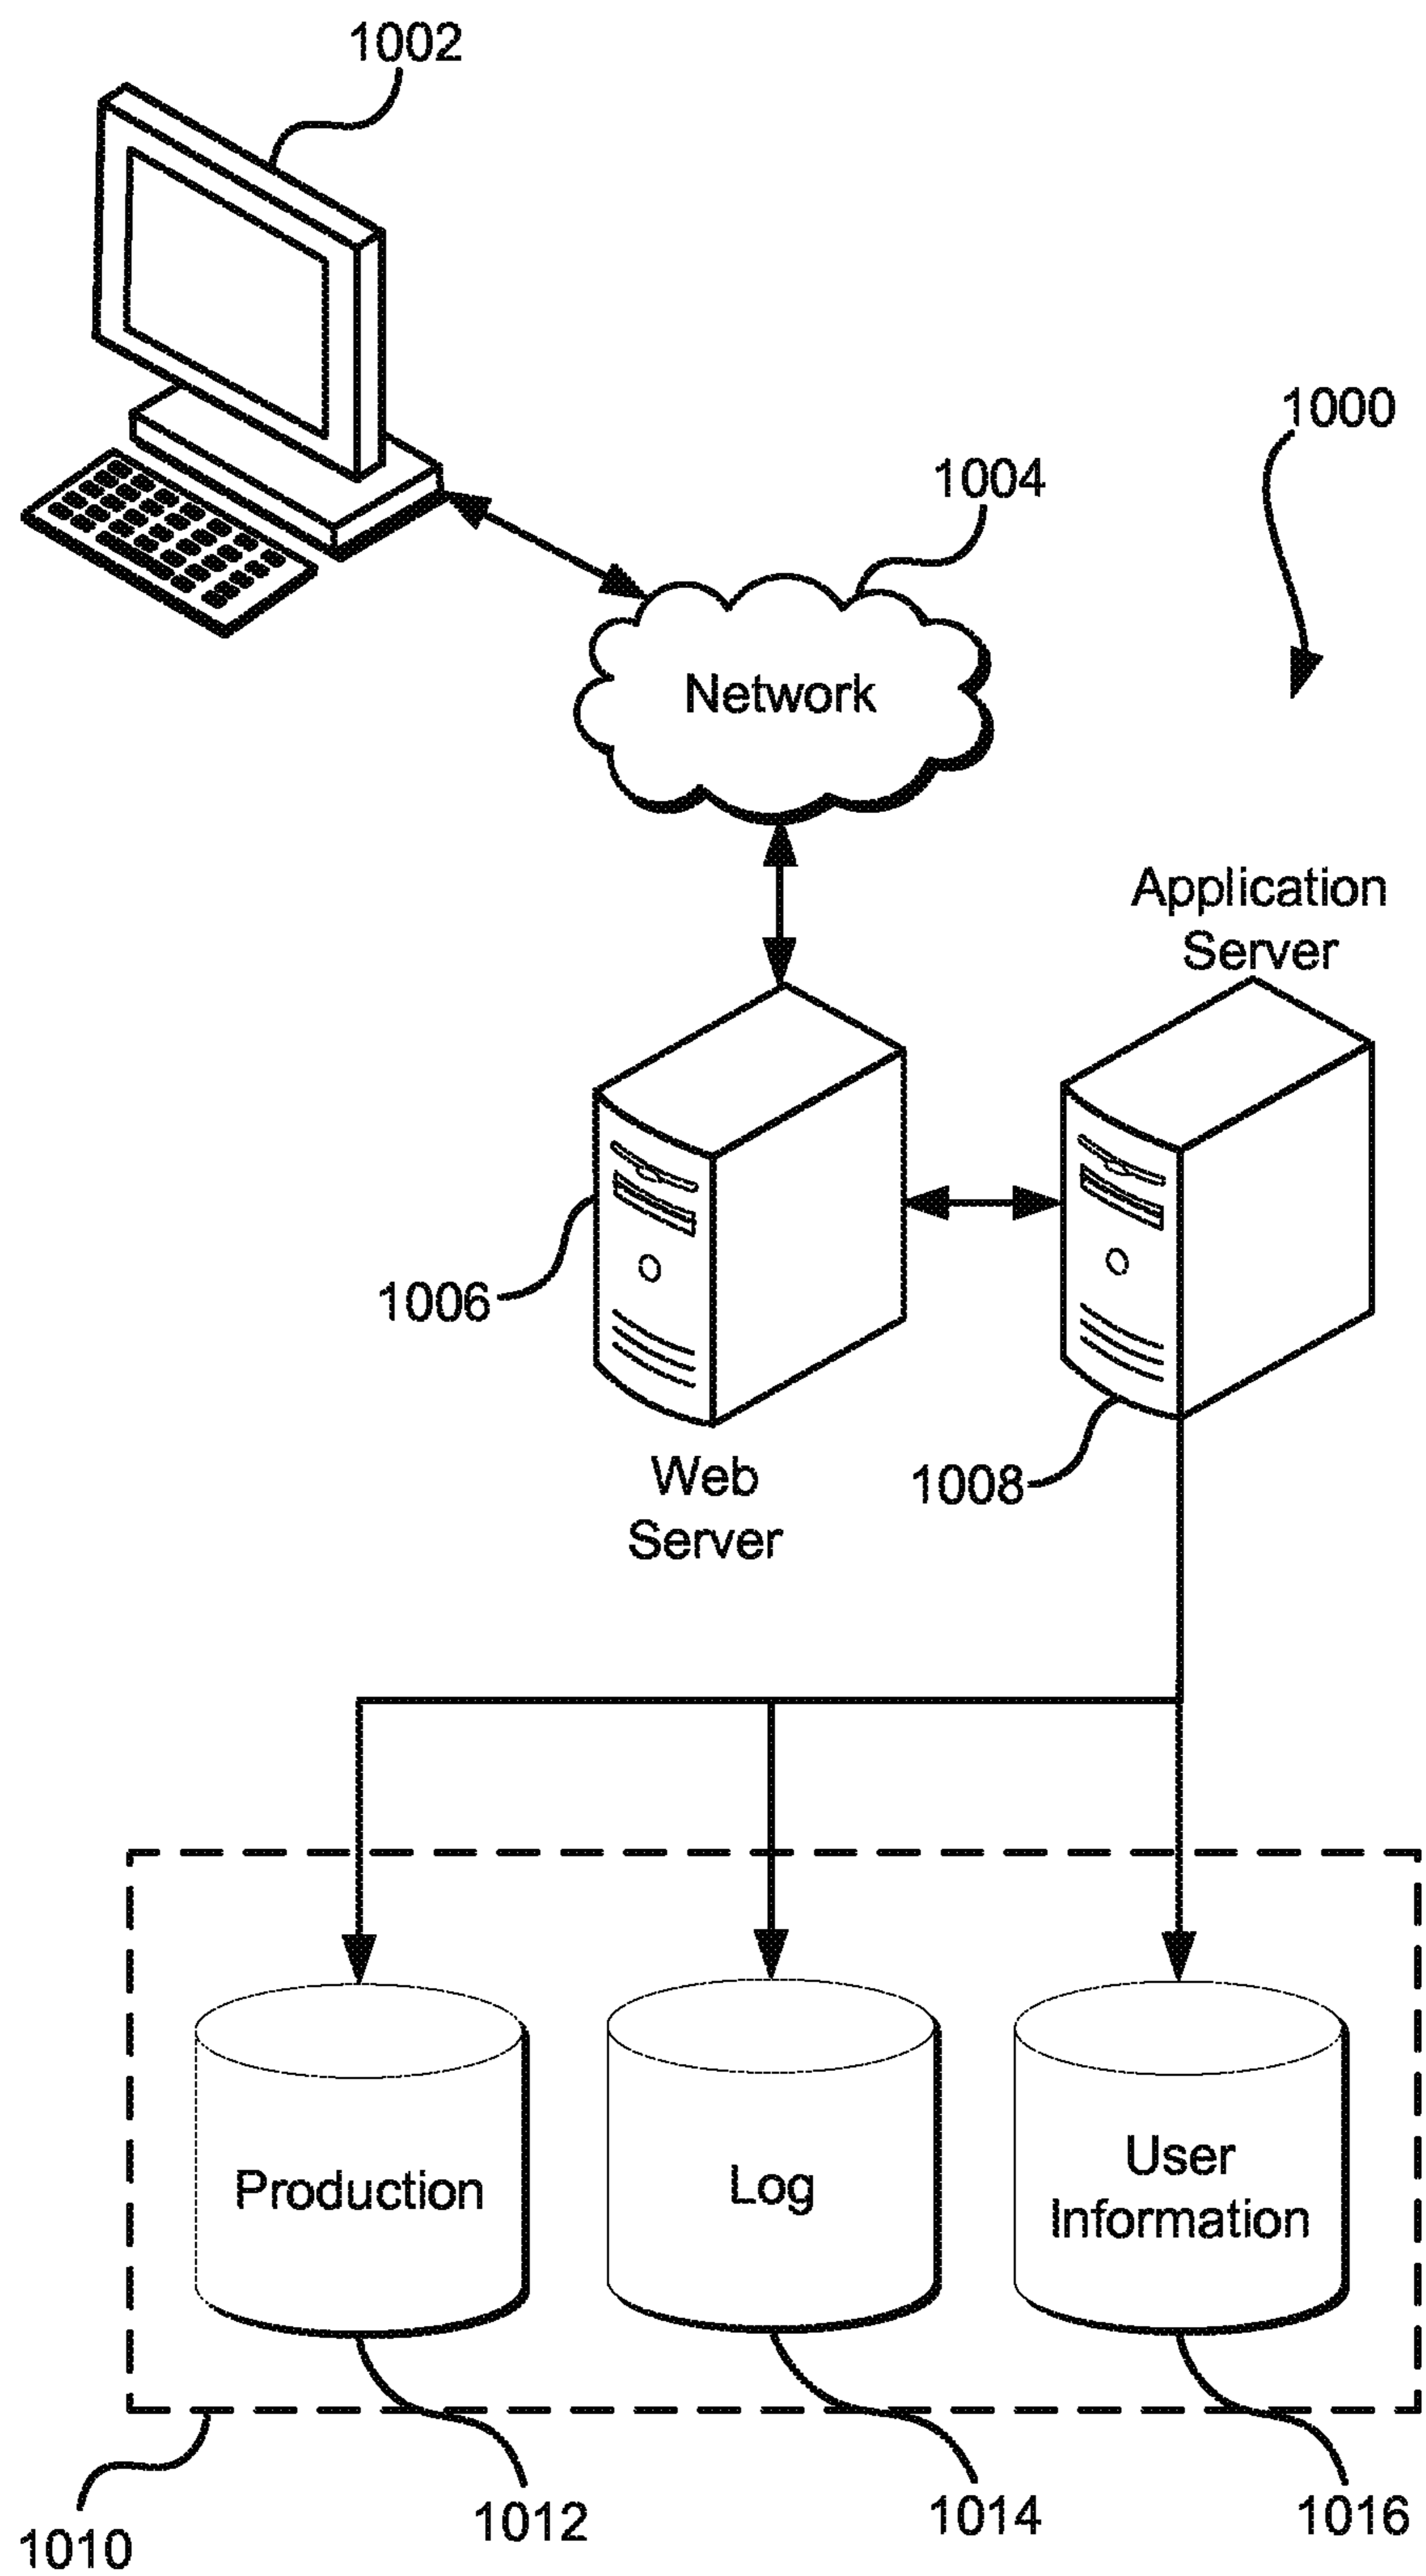 1002
1000
1004
Network
Application
Server
1006
Web
Server
1008
Production
Log
User
Information
1010
1012
1014
1016